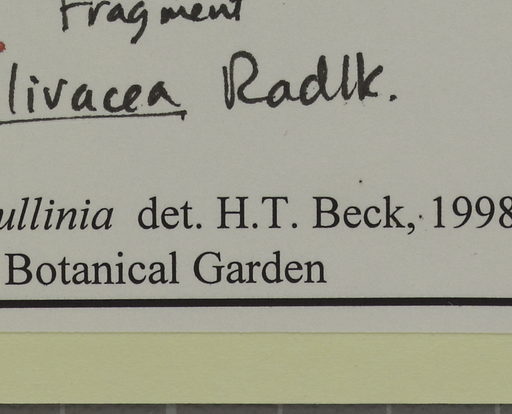 Fragment
livacea Radlk.
ullinia det. H.T. Beck, 1998
Botanical Garden